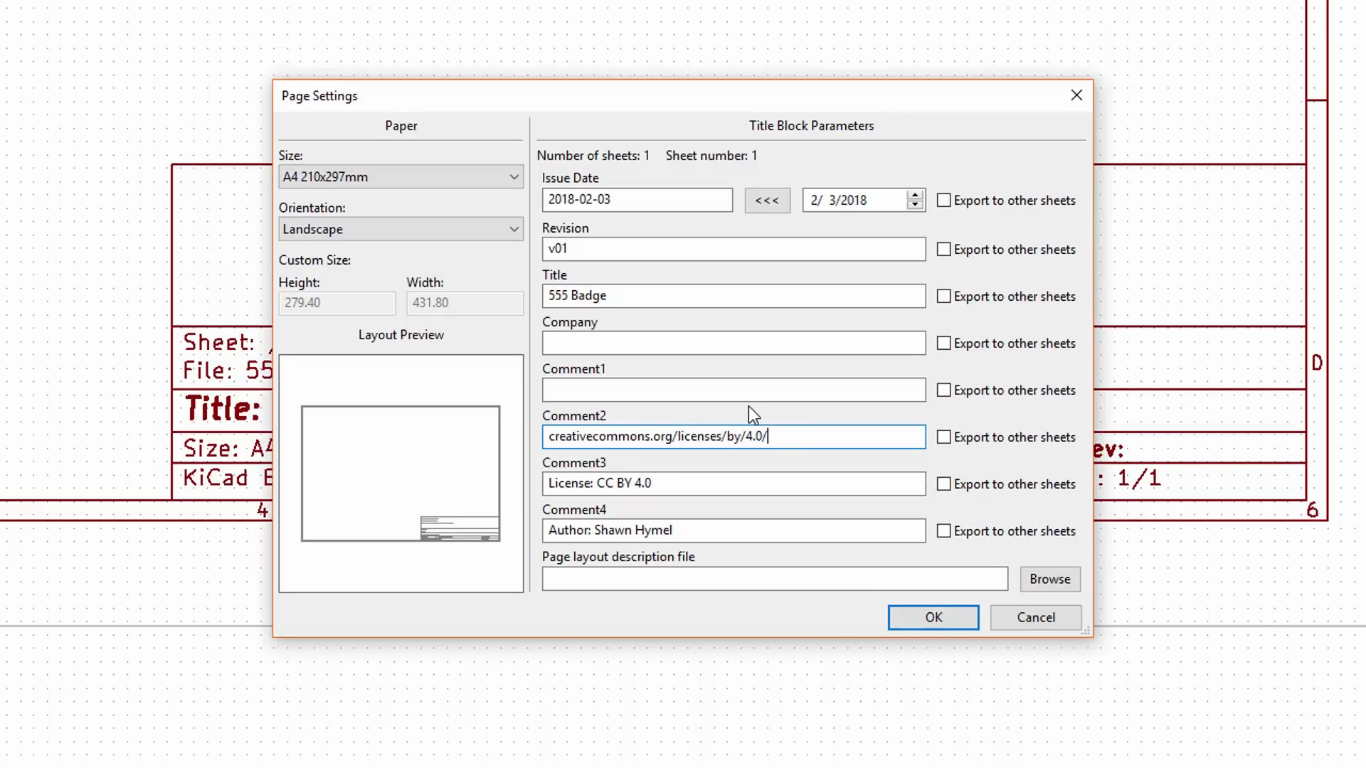 Page Settings
Paper
Title Block Parameters
Size:
A4 210x297mm
Orientation:
Landscape
Custom Size:
Height:
Width:
279.40
431.80
Layout Preview
Number of sheets: 1
Sheet number: 1
Issue Date
2018-02-03
<<<
2/ 3/2018
Export to other sheets
Revision
v01
Export to other sheets
Title
555 Badge
Export to other sheets
Company
Export to other sheets
Comment1
Export to other sheets
Comment2
creativecommons.org/licenses/by/4.0/
Export to other sheets
Comment3
License: CC BY 4.0
Export to other sheets
Comment4
Author: Shawn Hymel
Export to other sheets
Page layout description file
Browse
OK
Cancel
Sheet:
File: 55
Title:
Size: A4
KiCad E
ev:
: 1/1
4
6
D